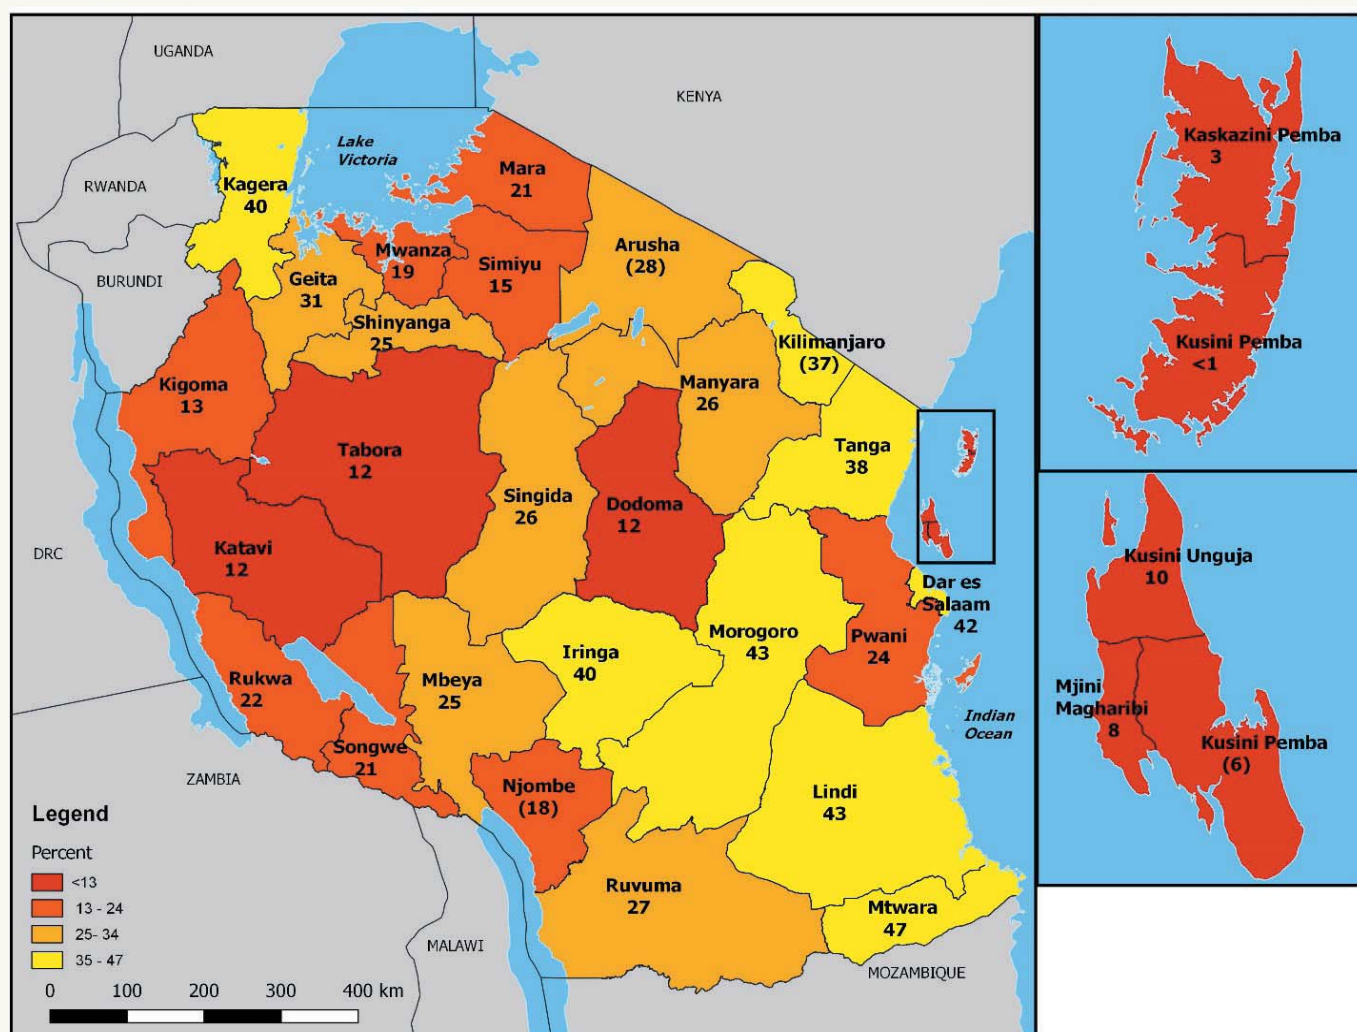 UGANDA
KENYA
Lake
Victoria
RWANDA
BURUNDI
Kagera
40
Mara
21
Mwanza
19
Simiyu
15
Arusha
(28)
Geita
31
Shinyanga
25
Kilimanjaro
(37)
Kigoma
13
Manyara
26
Tabora
12
Tanga
38
Singida
26
Dodoma
12
DRC
Katavi
12
Dar es
Salaam
42
Morogoro
43
Pwani
24
Iringa
40
Rukwa
22
Mbeya
25
Indian
Ocean
Songwe
21
ZAMBIA
Njombe
(18)
Lindi
43
Ruvuma
27
Mtwara
47
MALAWI
MOZAMBIQUE
Legend
Percent
<13
13 - 24
25- 34
35 - 47
0 100 200 300 400 km
Kaskazini Pemba
3
Kusini Pemba
<1
Kusini Unguja
10
Mjini
Magharibi
8
Kusini Pemba
(6)